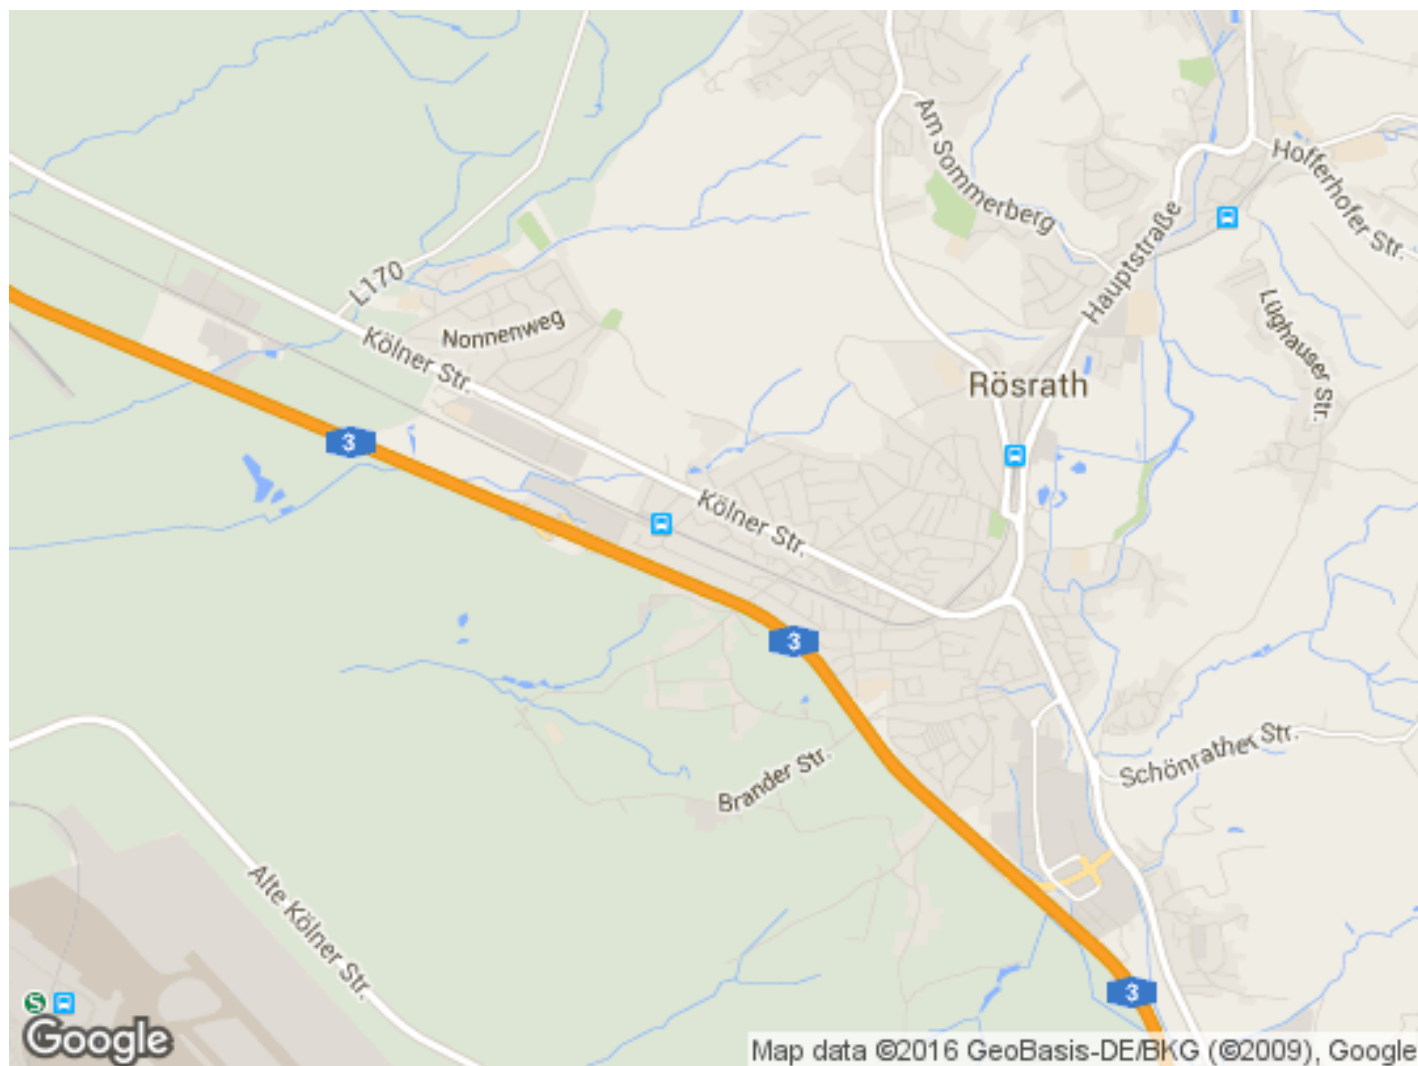 Am Sommerberg
Hofferhofer Str.
Hauptstraße
L170
Nonnenweg
Lüghauser Str.
Kölner Str.
Rösrath
3
Kölner Str.
3
Schönrather Str.
Brander Str.
Alte Kölner Str.
3
S
Google
Map data ©2016 GeoBasis-DE/BKG (©2009), Google